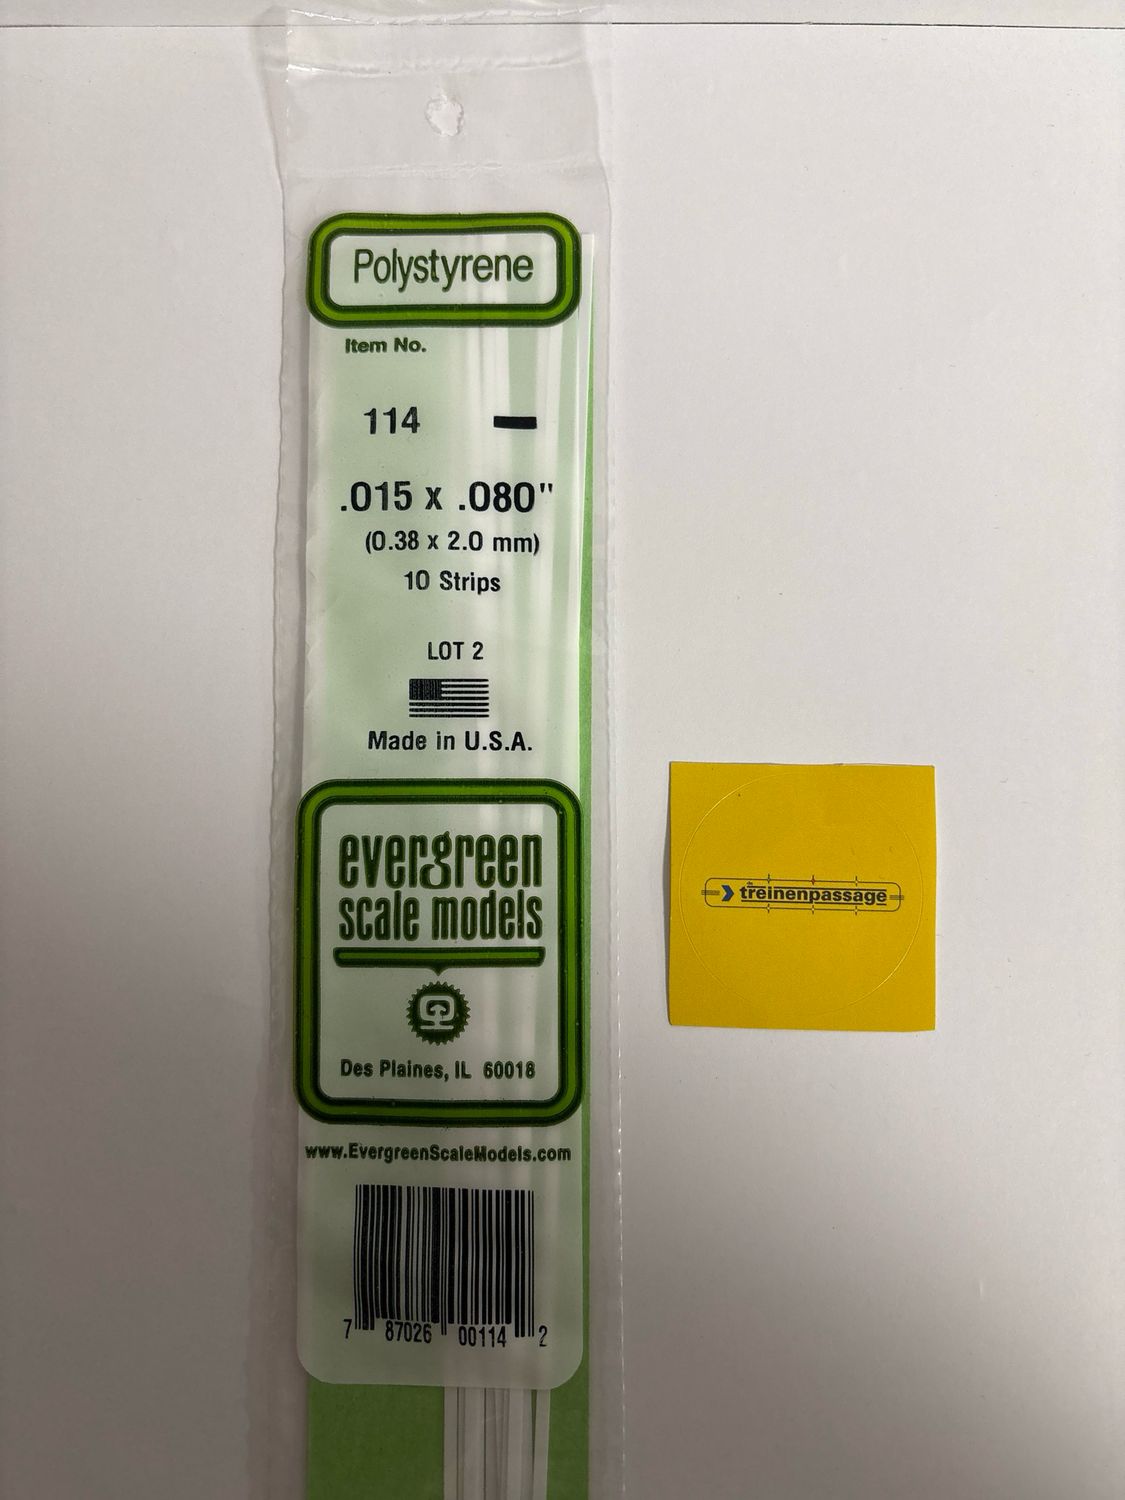 Polystyrene
Item No.
114
.015 x .080"
(0.38 x 2.0 mm)
10 Strips
LOT 2
Made in U.S.A.
evergreen
scale models
Des Plaines, IL 60018
www.EvergreenScaleModels.com
7 87026 00114 2
de
treinenpassage